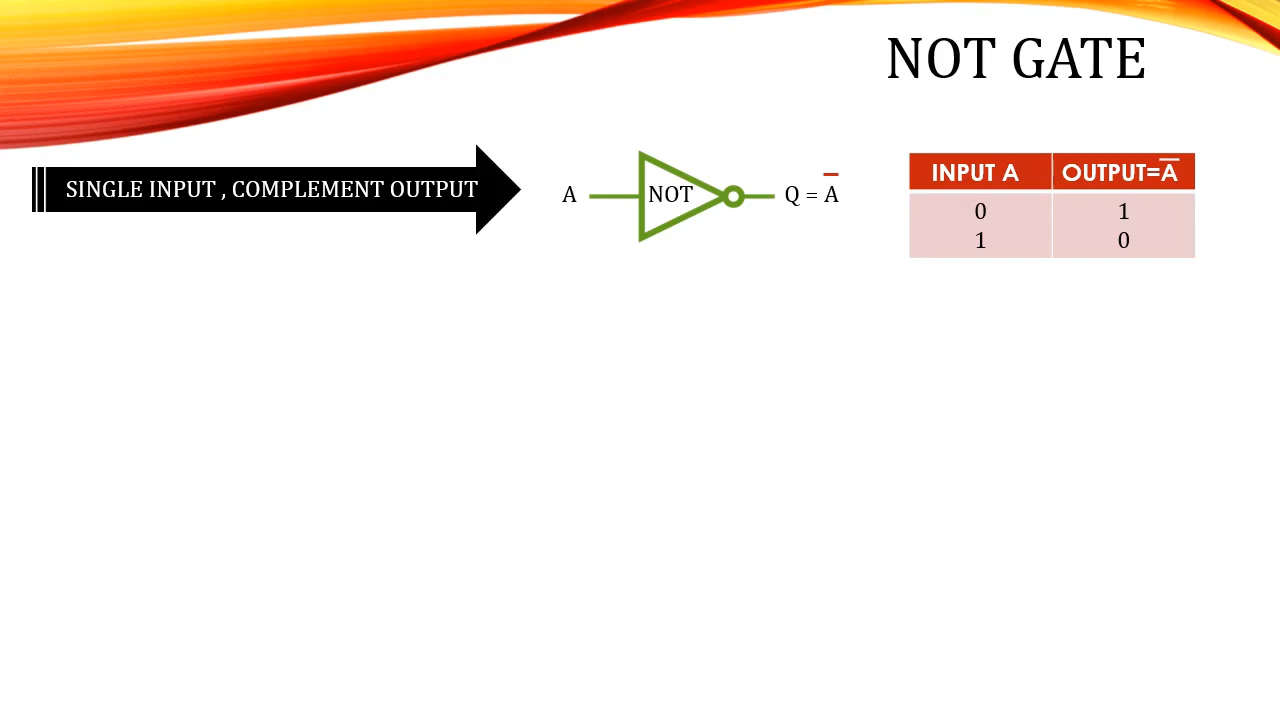 NOT GATE
SINGLE INPUT , COMPLEMENT OUTPUT
A NOT Q = A̅
INPUT A OUTPUT=A̅
0 1
1 0